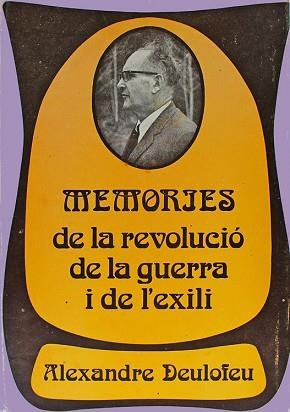 MEMORIES
de la revolució
de la guerra
i de l'exili
Alexandre Deulofeu